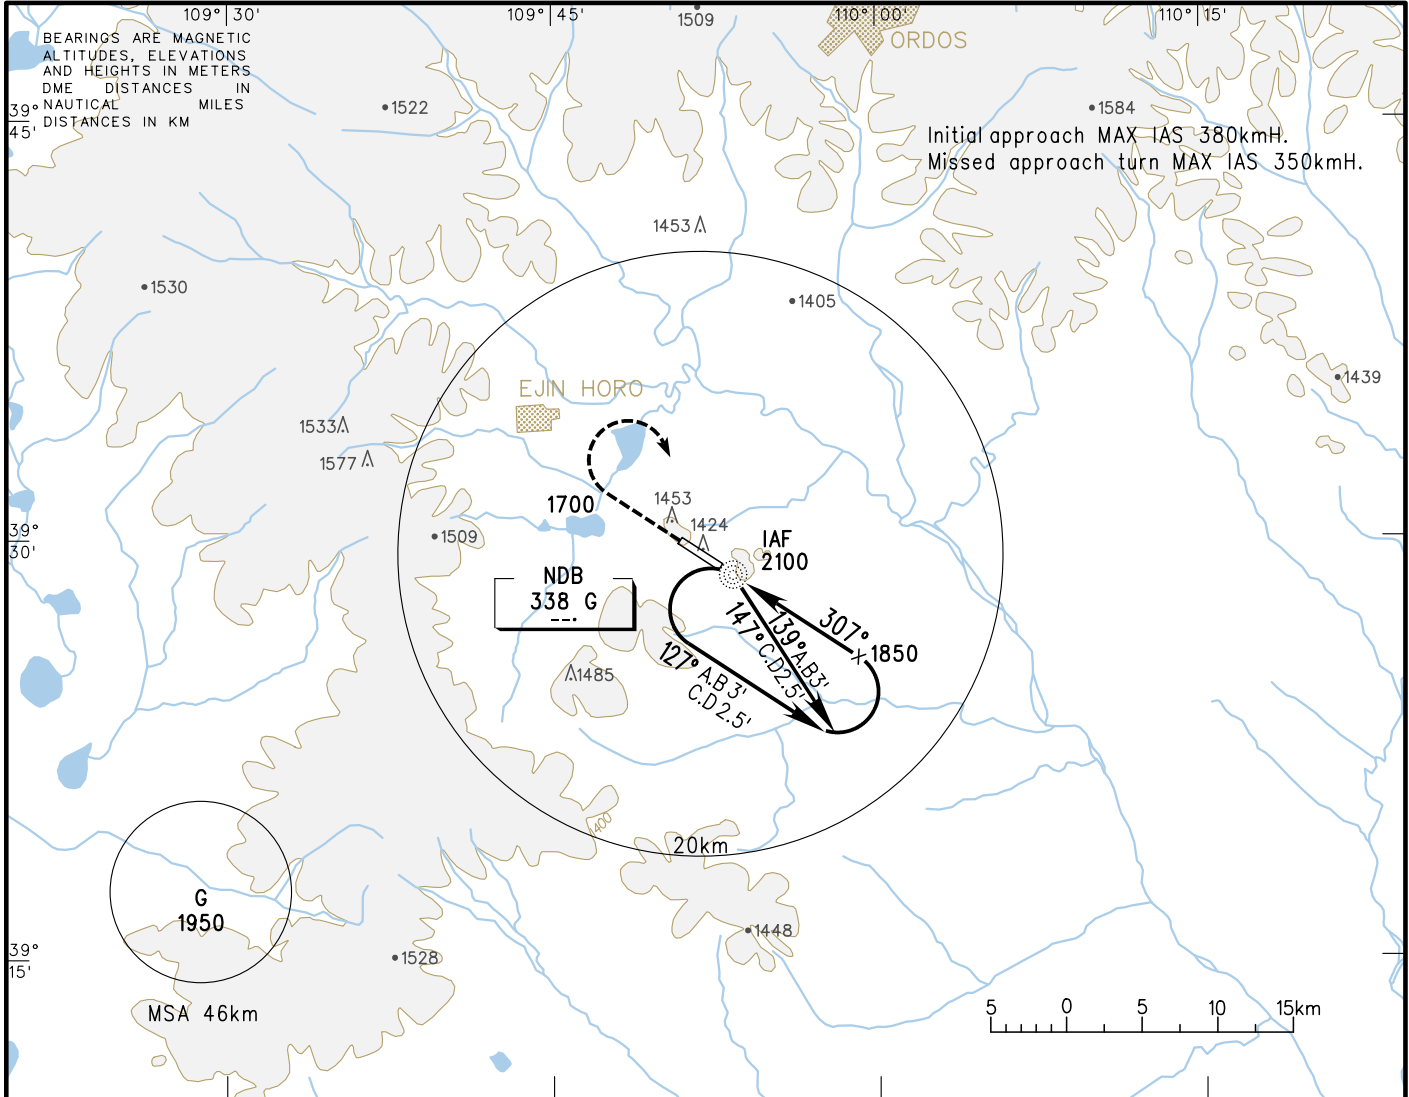 109° 30'
109° 45'
1509
110° 00'
110° 15'
BEARINGS ARE MAGNETIC
ALTITUDES, ELEVATIONS
AND HEIGHTS IN METERS
DME DISTANCES IN
NAUTICAL MILES
DISTANCES IN KM
ORDOS
39°
45'
1522
1584
Initial approach MAX IAS 380kmH.
Missed approach turn MAX IAS 350kmH.
1453
1530
1405
1439
EJIN HORO
1533
1577
1453
1700
1424
39°
30'
1509
IAF
2100
NDB
338 G
307°
1850
139°A.B3'
147°C.D2.5'
127°A.B3'
C.D2.5'
1485
1400
20km
G
1950
1448
39°
15'
1528
MSA 46km
5 0 5 10 15km